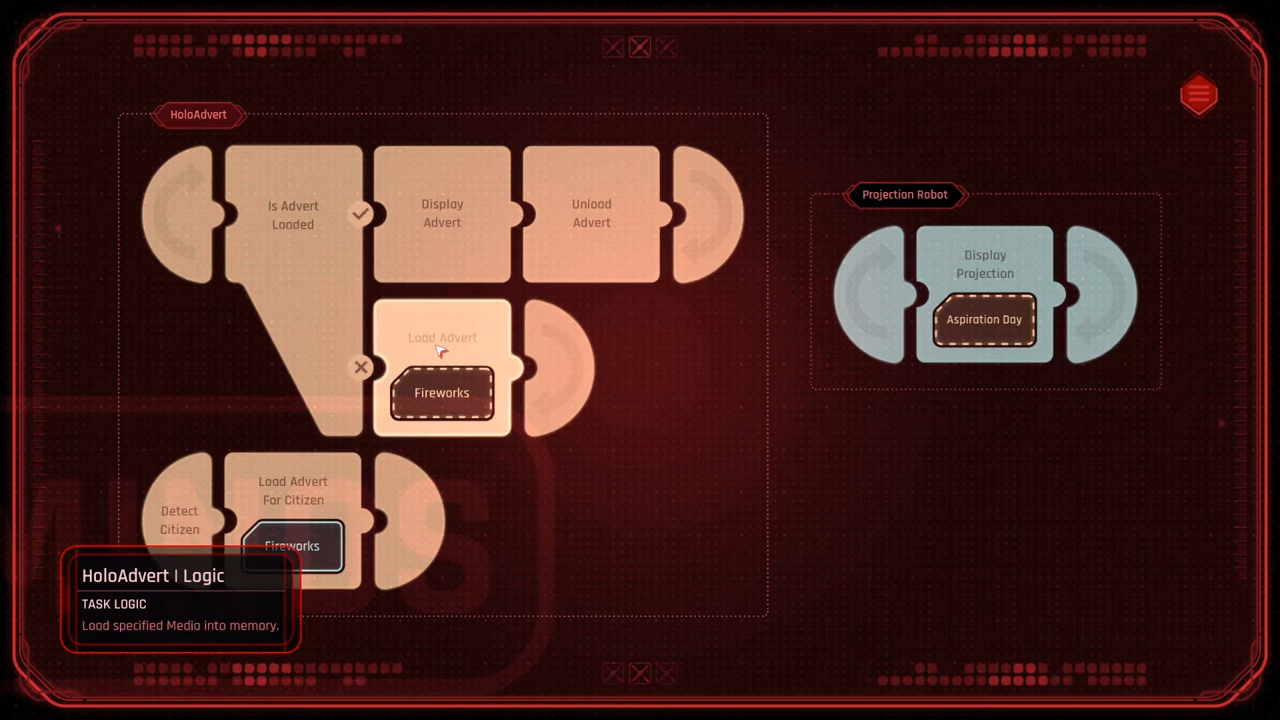 HoloAdvert
Is Advert
Loaded
Display
Advert
Unload
Advert
Projection Robot
Display
Projection
Aspiration Day
Load Advert
Fireworks
Detect
Citizen
Load Advert
For Citizen
Fireworks
HoloAdvert | Logic
TASK LOGIC
Load specified Media into memory.